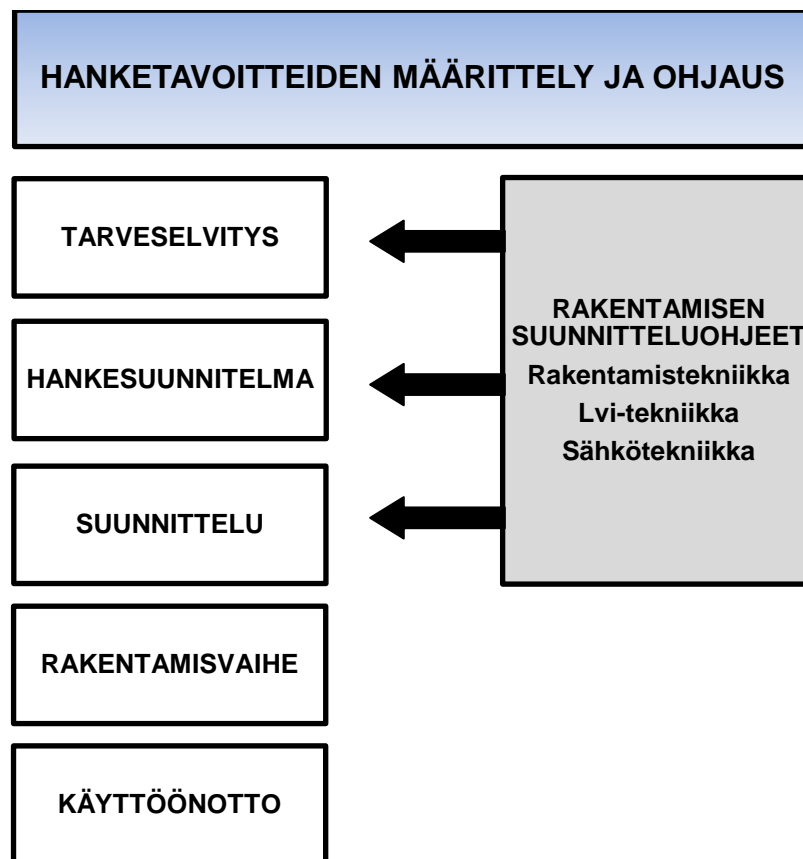 HANKETAVOITTEIDEN MÄÄRITTELY JA OHJAUS
TARVESELVITYS
HANKESUUNNITELMA
SUUNNITTELU
RAKENTAMISVAIHE
KÄYTTÖÖNOTTO
RAKENTAMISEN
SUUNNITTELUOHJEET
Rakentamistekniikka
Lvi-tekniikka
Sähkötekniikka